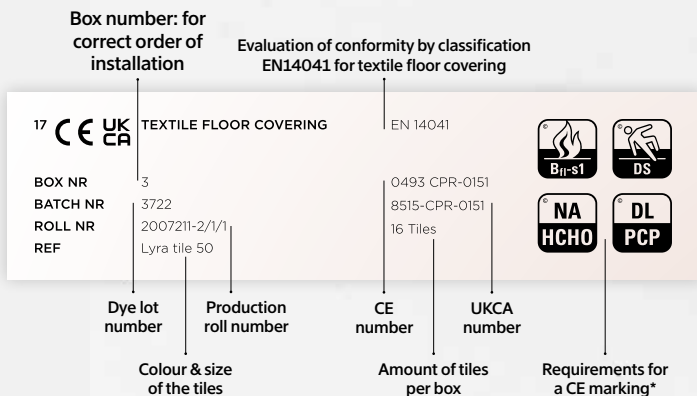 Box number: for
correct order of
installation
Evaluation of conformity by classification
EN14041 for textile floor covering
17 CE UK CA TEXTILE FLOOR COVERING EN 14041
BOX NR 3 0493 CPR-0151
BATCH NR 3722 8515-CPR-0151
ROLL NR 2007211-2/1/1 16 Tiles
REF Lyra tile 50
© Bfl-s1
© DS
© NA HCHO
© DL PCP
Dye lot
number
Production
roll number
CE
number
UKCA
number
Colour & size
of the tiles
Amount of tiles
per box
Requirements for
a CE marking*